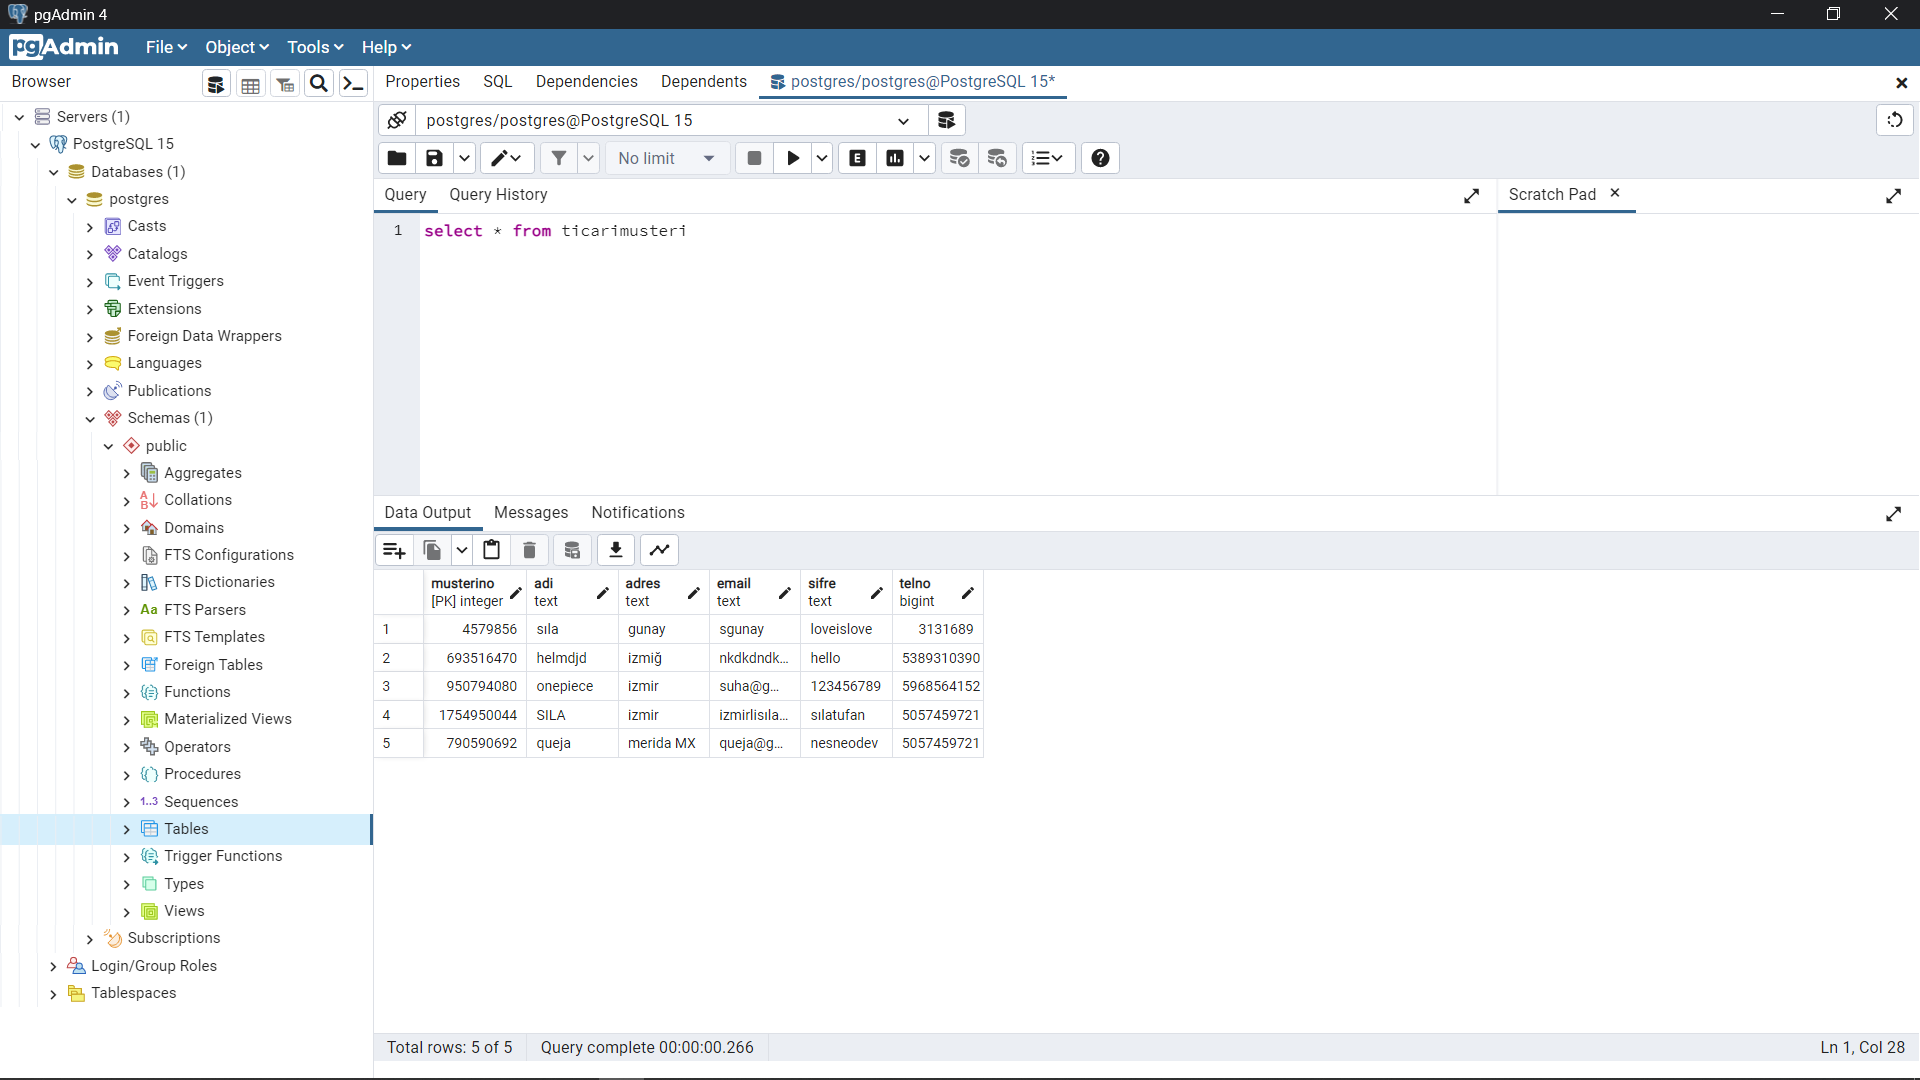 pgAdmin 4
pgAdmin File Object Tools Help
Browser
Properties SQL Dependencies Dependents postgres/postgres@PostgreSQL 15*
Servers (1)
PostgreSQL 15
Databases (1)
postgres
Casts
Catalogs
Event Triggers
Extensions
Foreign Data Wrappers
Languages
Publications
Schemas (1)
public
Aggregates
Collations
Domains
FTS Configurations
FTS Dictionaries
Aa FTS Parsers
FTS Templates
Foreign Tables
Functions
Materialized Views
Operators
Procedures
1..3 Sequences
Tables
Trigger Functions
Types
Views
Subscriptions
Login/Group Roles
Tablespaces
postgres/postgres@PostgreSQL 15
No limit E
Query Query History Scratch Pad
1 select * from ticarimusteri
Data Output Messages Notifications
musterino adi adres email sifre telno
[PK] integer text text text text bigint
1 4579856 sıla gunay sgunay loveislove 3131689
2 693516470 helmdjd izmiğ nkdkdndk... hello 5389310390
3 950794080 onepiece izmir suha@g... 123456789 5968564152
4 1754950044 SILA izmir izmirlisıla... sılatufan 5057459721
5 790590692 queja merida MX queja@g... nesneodev 5057459721
Total rows: 5 of 5 Query complete 00:00:00.266 Ln 1, Col 28